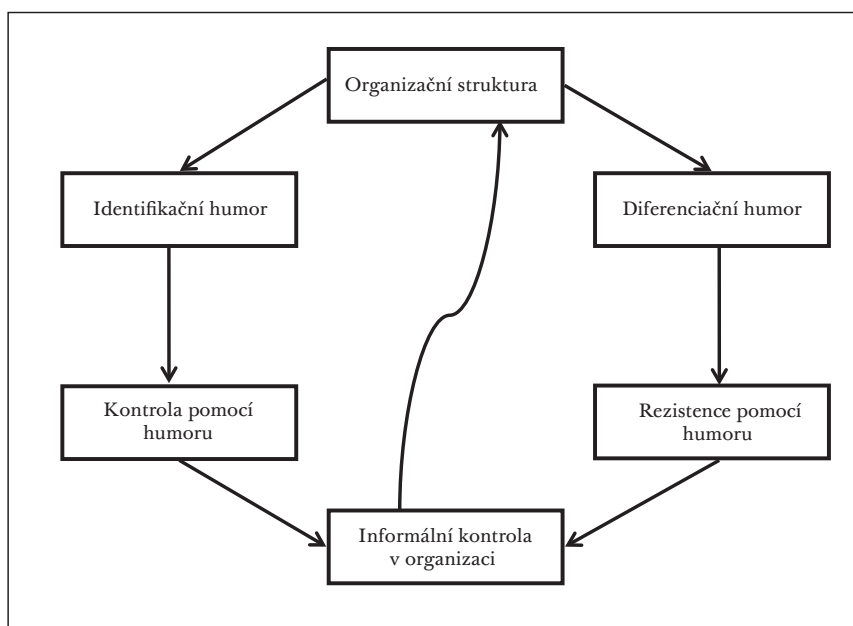 Organizační struktura
Identifikační humor
Diferenciační humor
Kontrola pomocí
humoru
Rezistence pomocí
humoru
Informální kontrola
v organizaci